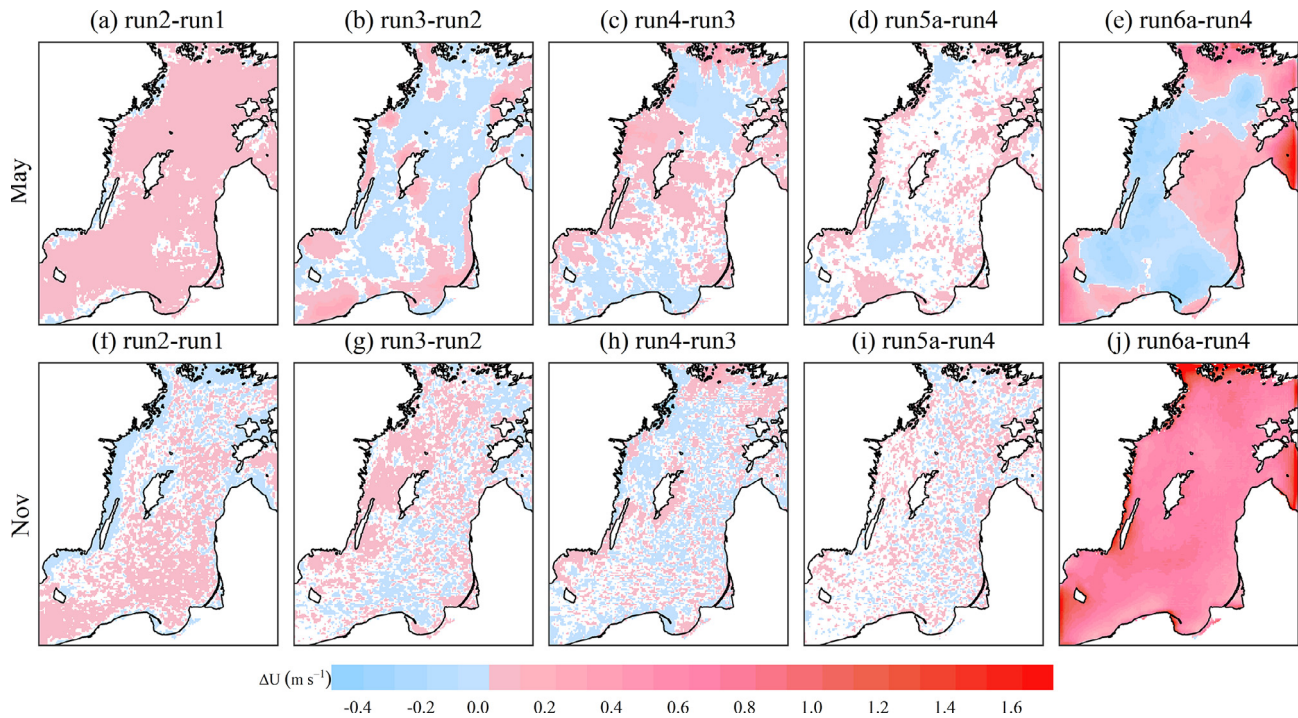 (a) run2-run1 (b) run3-run2 (c) run4-run3 (d) run5a-run4 (e) run6a-run4
May
(f) run2-run1 (g) run3-run2 (h) run4-run3 (i) run5a-run4 (j) run6a-run4
Nov
ΔU (m s⁻¹)
-0.4 -0.2 0.0 0.2 0.4 0.6 0.8 1.0 1.2 1.4 1.6